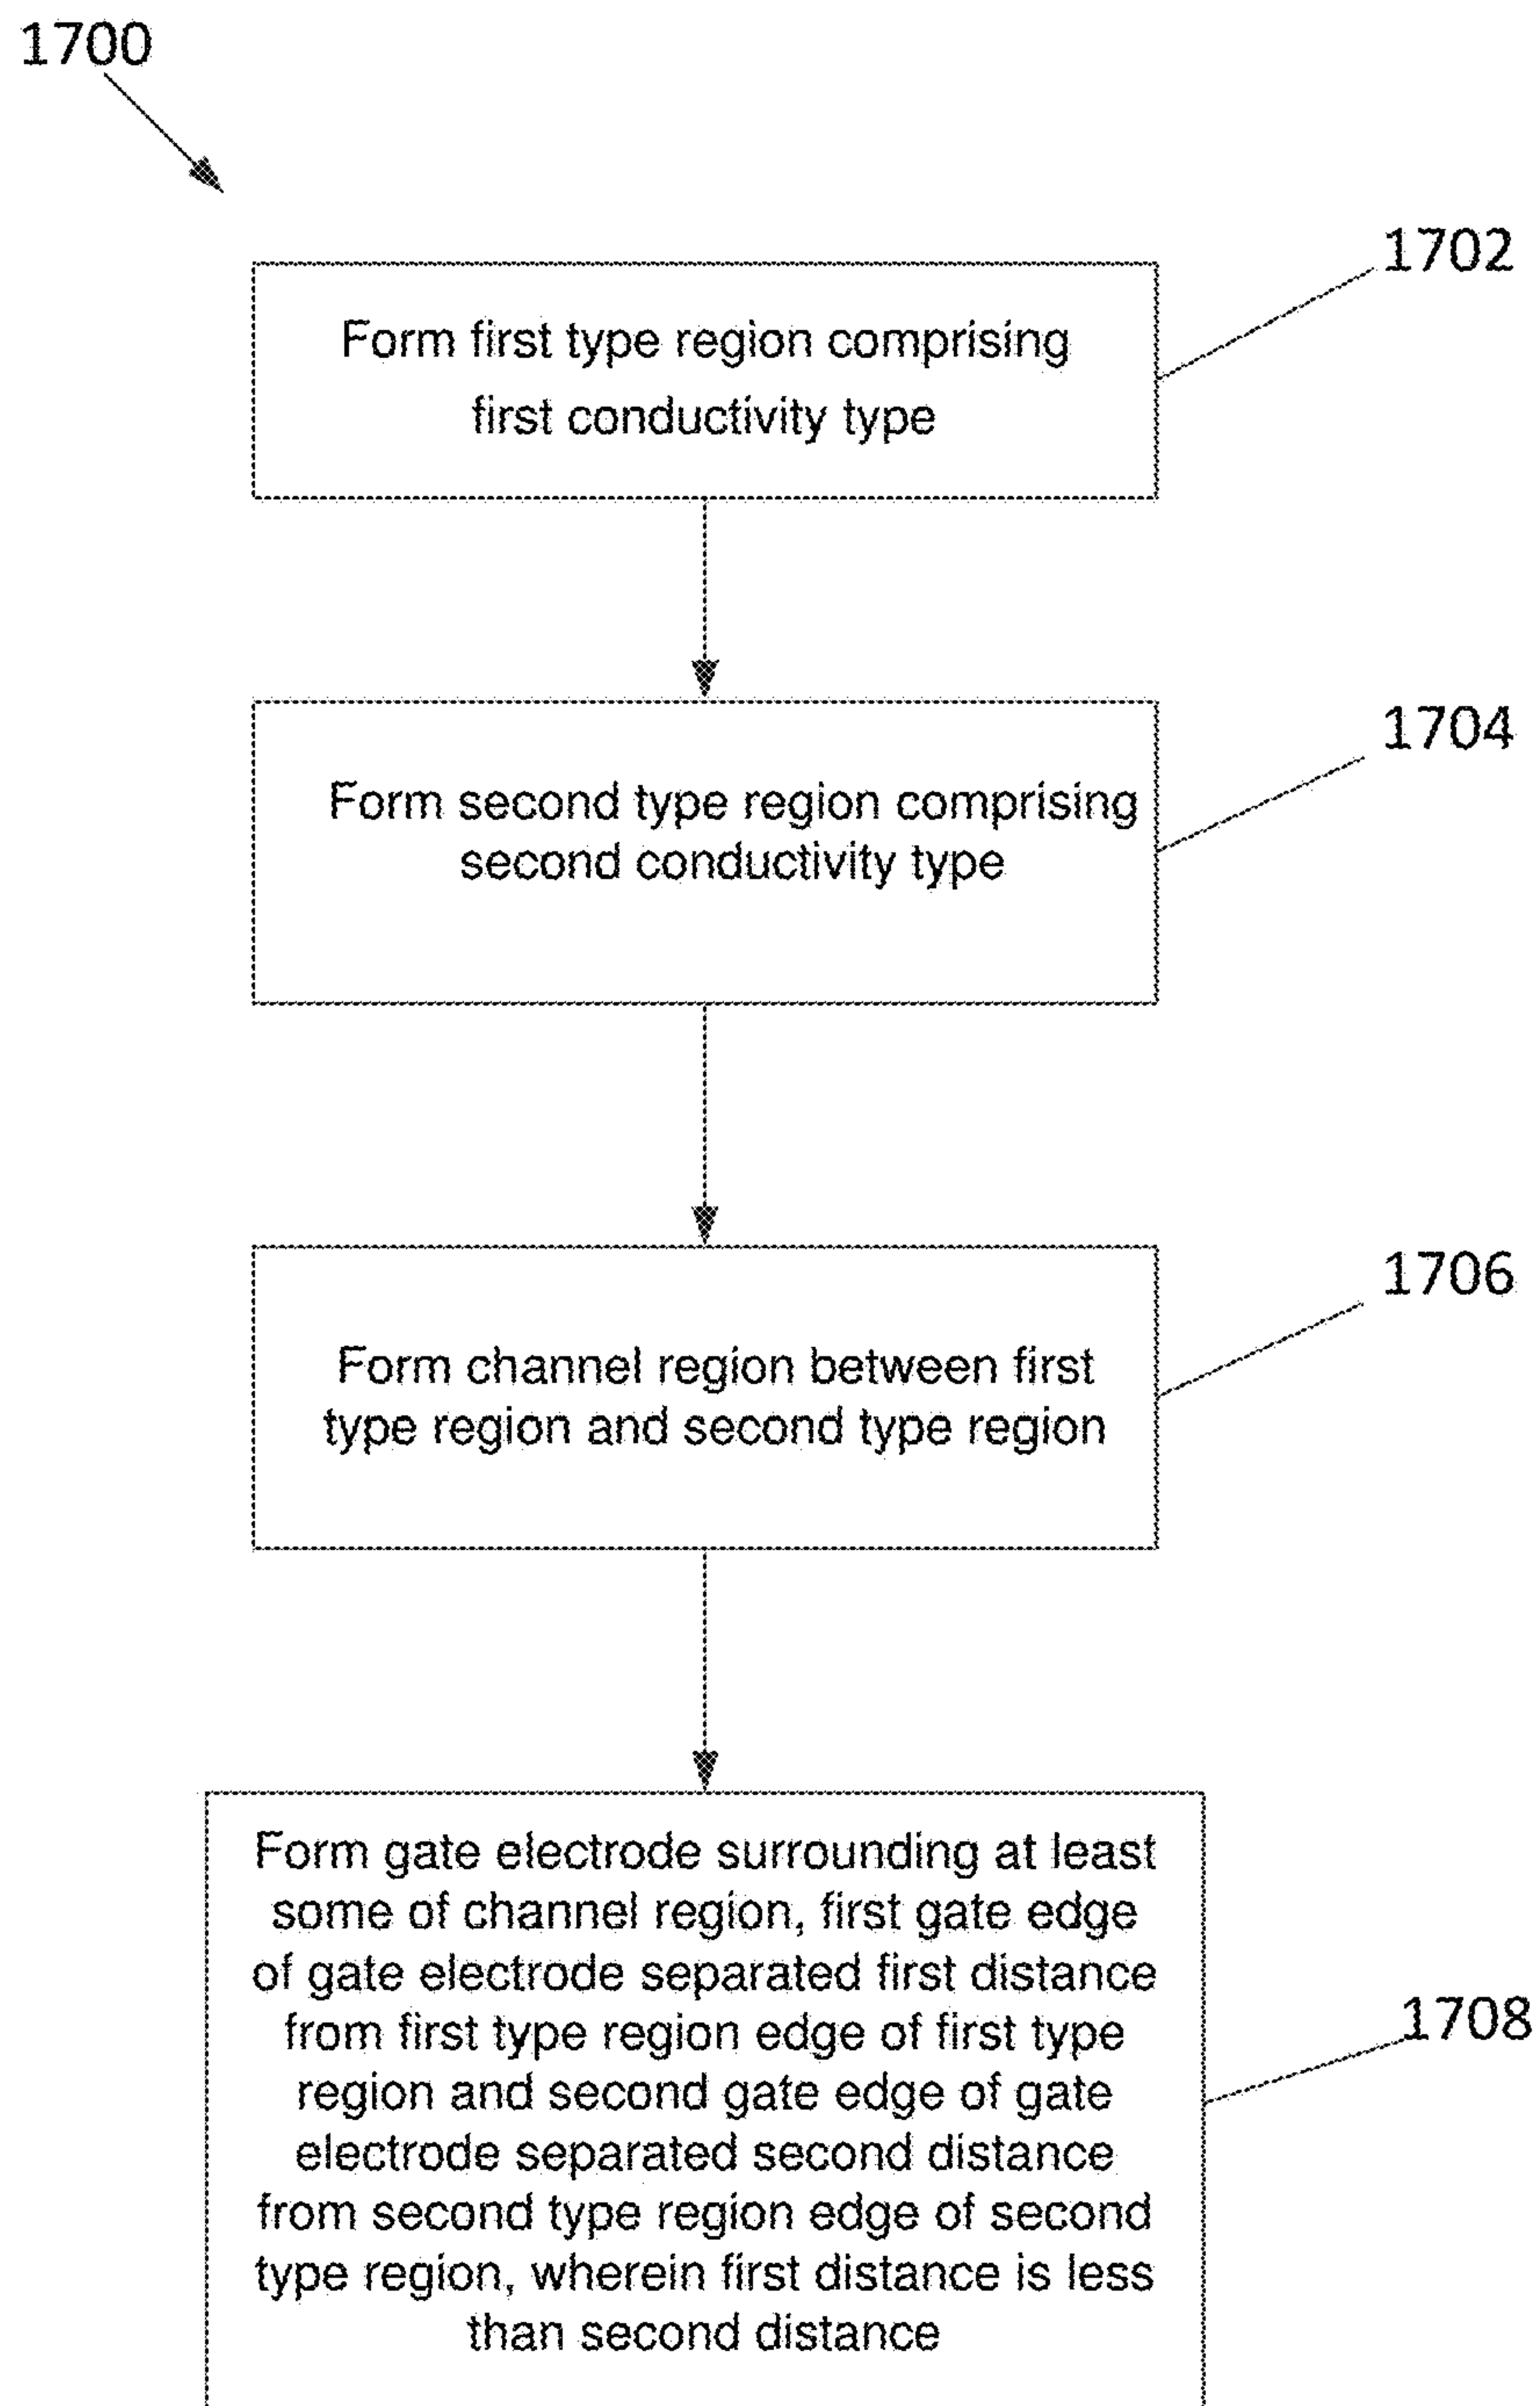 1700
1702
Form first type region comprising
first conductivity type
1704
Form second type region comprising
second conductivity type
1706
Form channel region between first
type region and second type region
Form gate electrode surrounding at least
some of channel region, first gate edge
of gate electrode separated first distance
from first type region edge of first type
region and second gate edge of gate
electrode separated second distance
from second type region edge of second
type region, wherein first distance is less
than second distance
1708